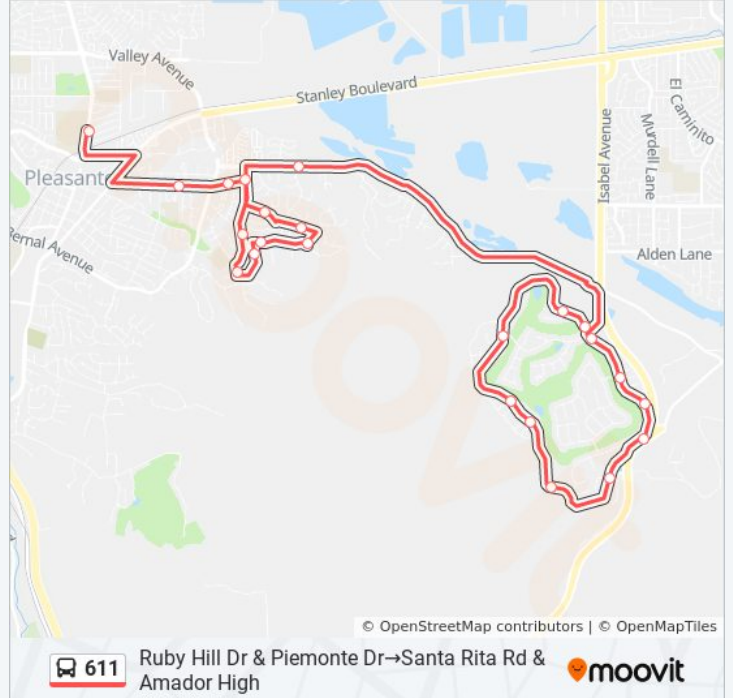 Valley Avenue
Stanley Boulevard
El Caminito
Murdell Lane
Isabel Avenue
Pleasant
Bernal Avenue
Alden Lane
© OpenStreetMap contributors | © OpenMapTiles
611
Ruby Hill Dr & Piemonte Dr→Santa Rita Rd &
Amador High
moovit